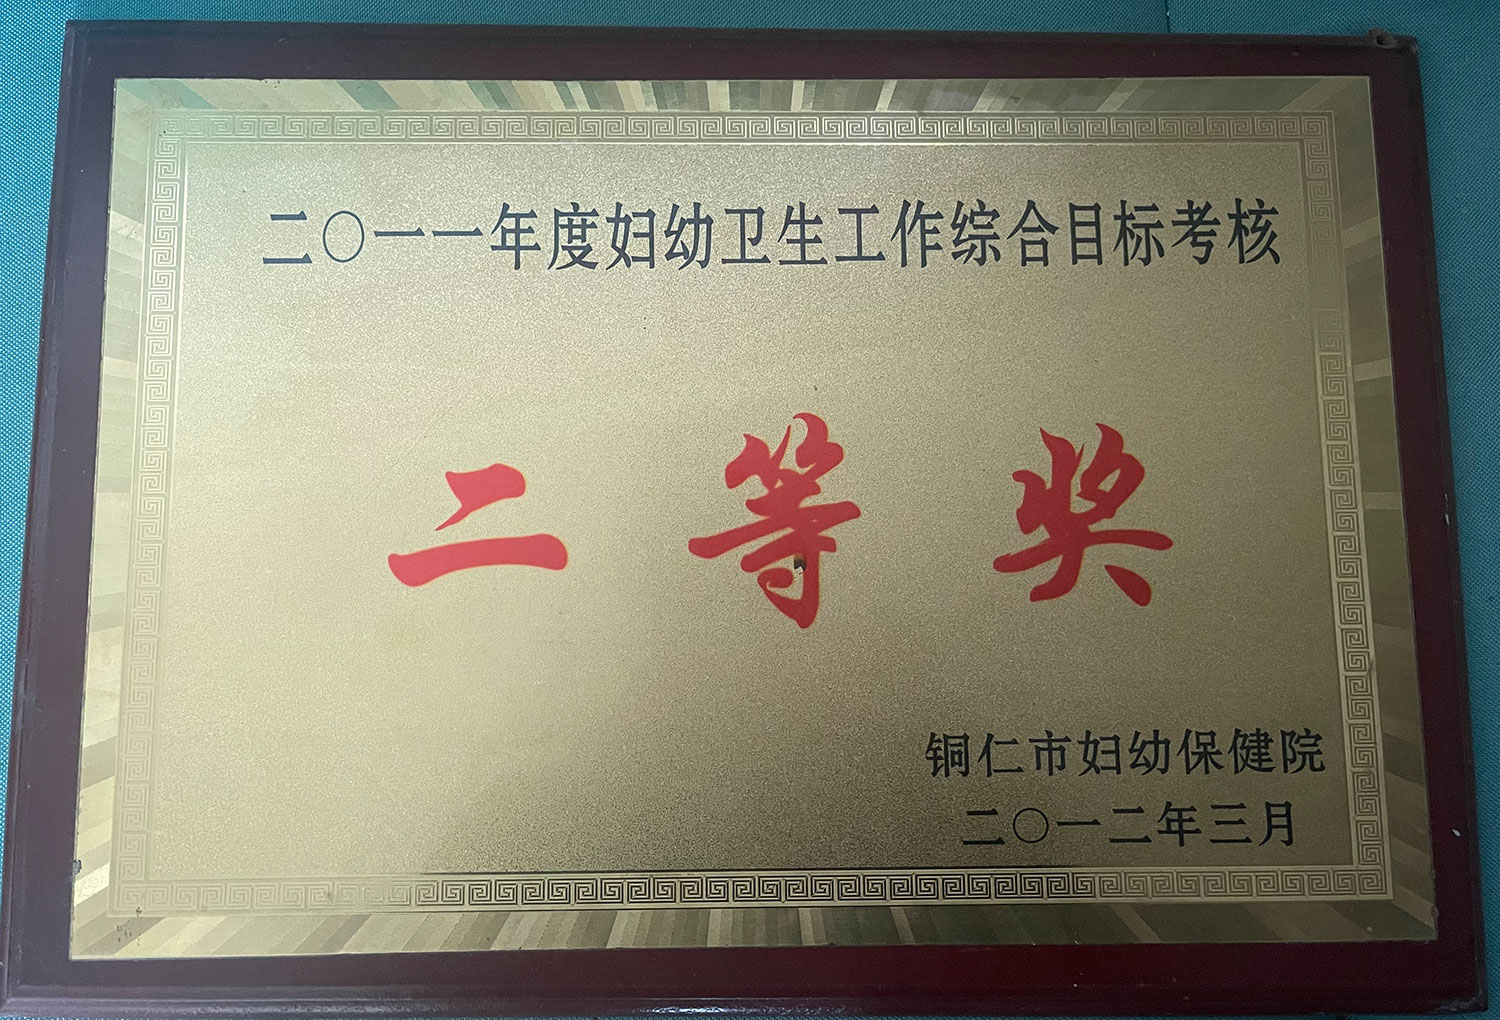 二〇一一年度妇幼卫生工作综合目标考核
二等奖
铜仁市妇幼保健院
二〇一二年三月